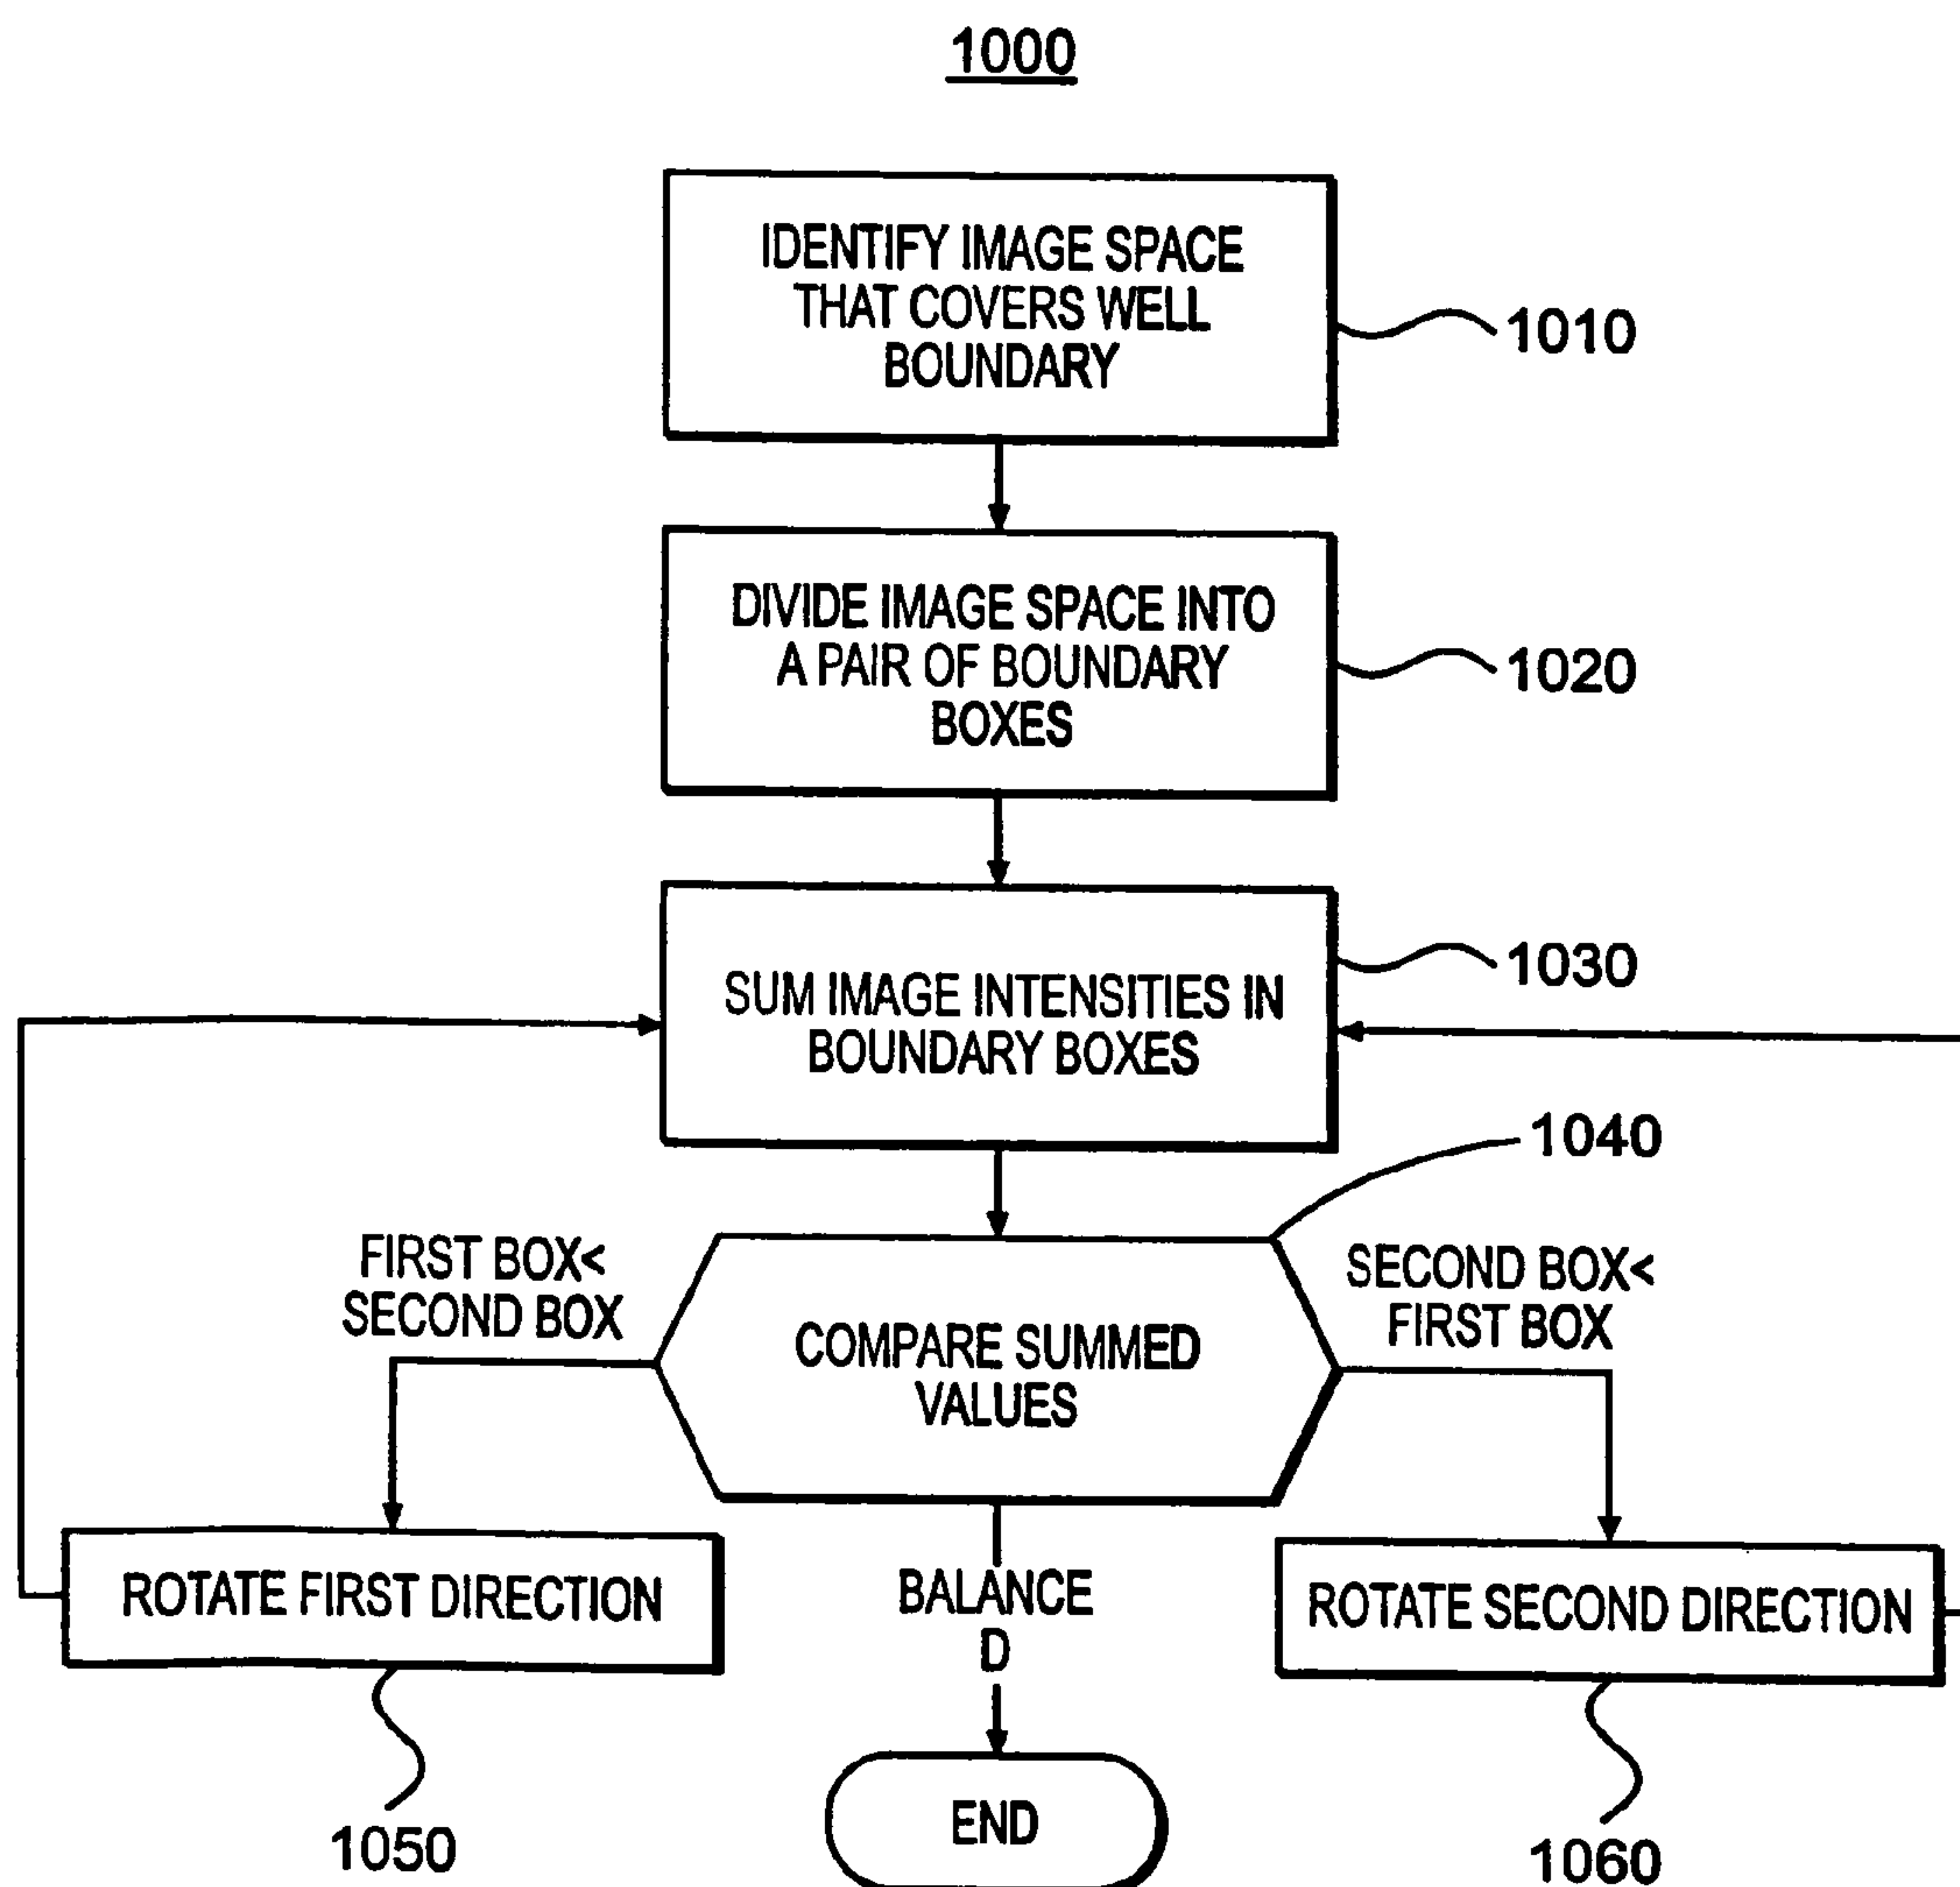 1000
IDENTIFY IMAGE SPACE
THAT COVERS WELL
BOUNDARY
1010
DIVIDE IMAGE SPACE INTO
A PAIR OF BOUNDARY
BOXES
1020
SUM IMAGE INTENSITIES IN
BOUNDARY BOXES
1030
1040
FIRST BOX<
SECOND BOX
COMPARE SUMMED
VALUES
SECOND BOX<
FIRST BOX
ROTATE FIRST DIRECTION
BALANCE
D
ROTATE SECOND DIRECTION
1050
END
1060